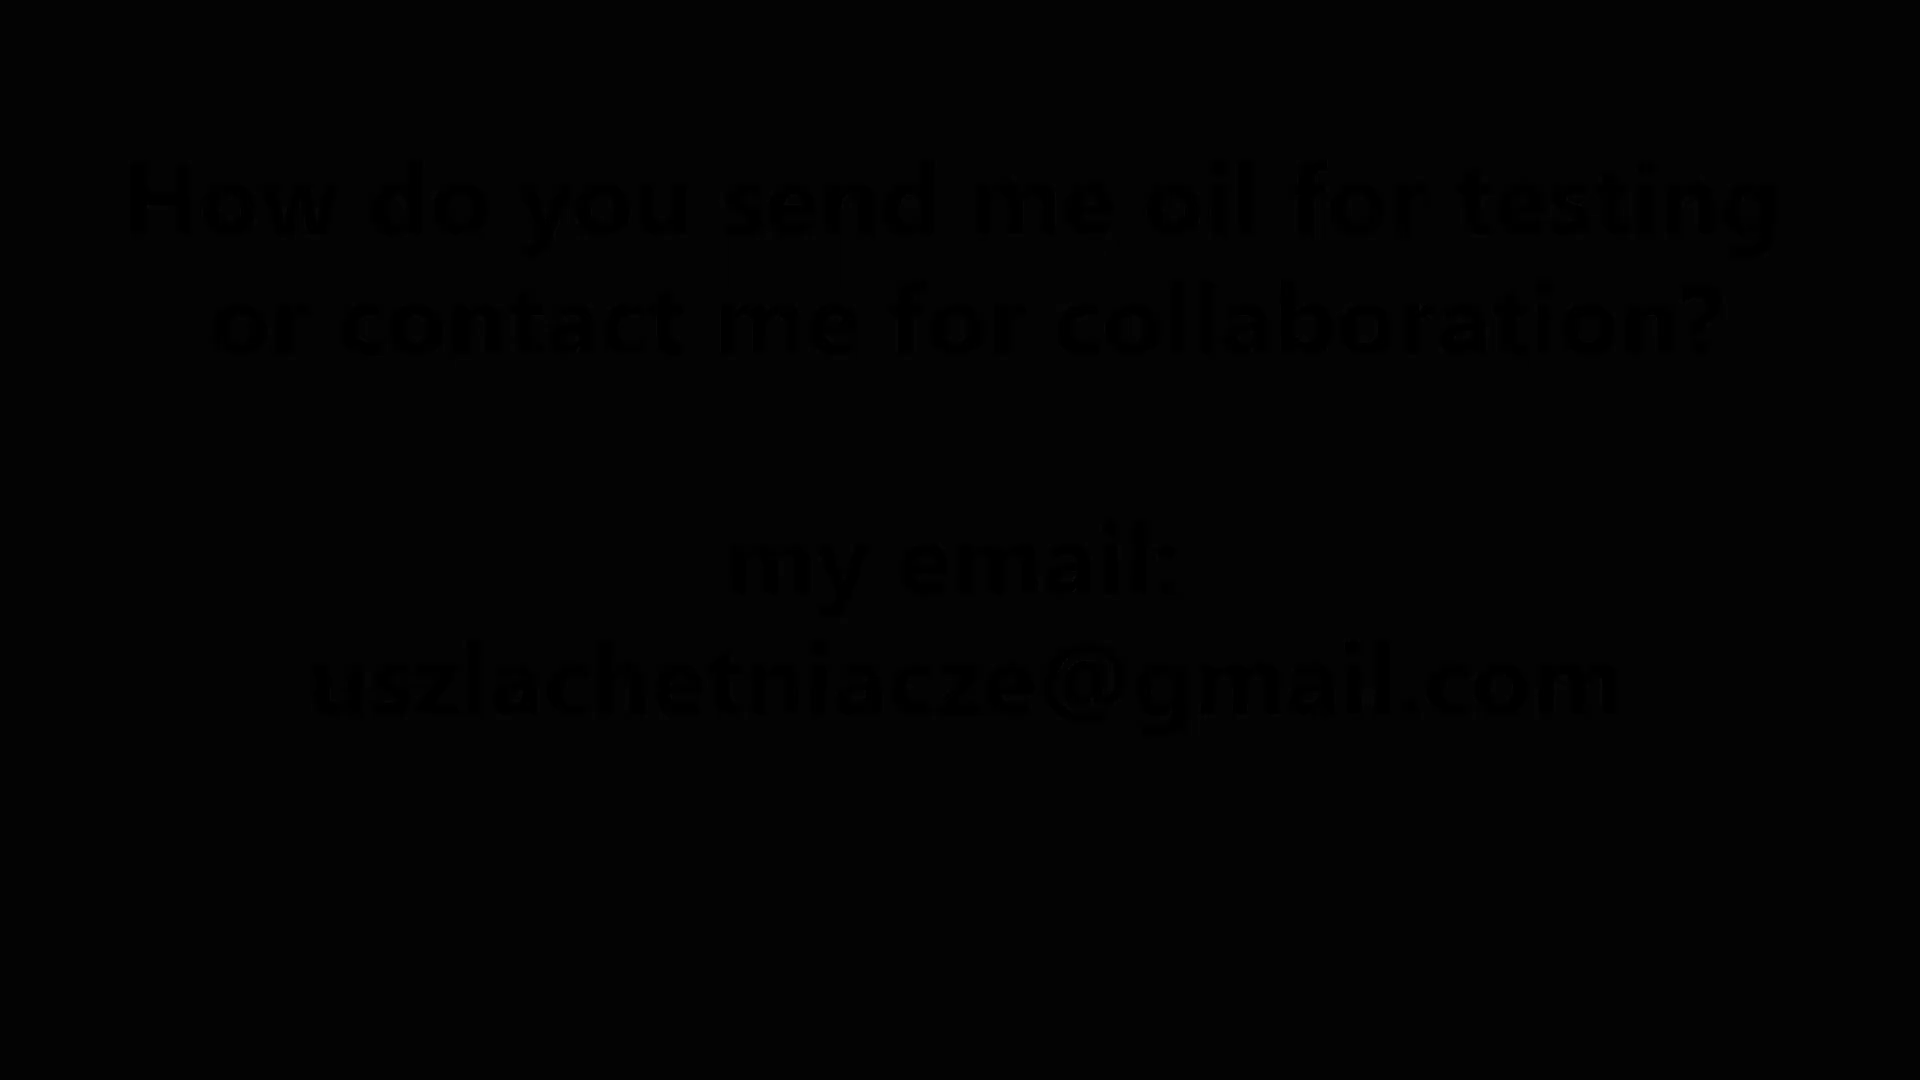 How do you send me oil for testing
or contact me for collaboration?
my email:
uszlachetniacze@gmail.com